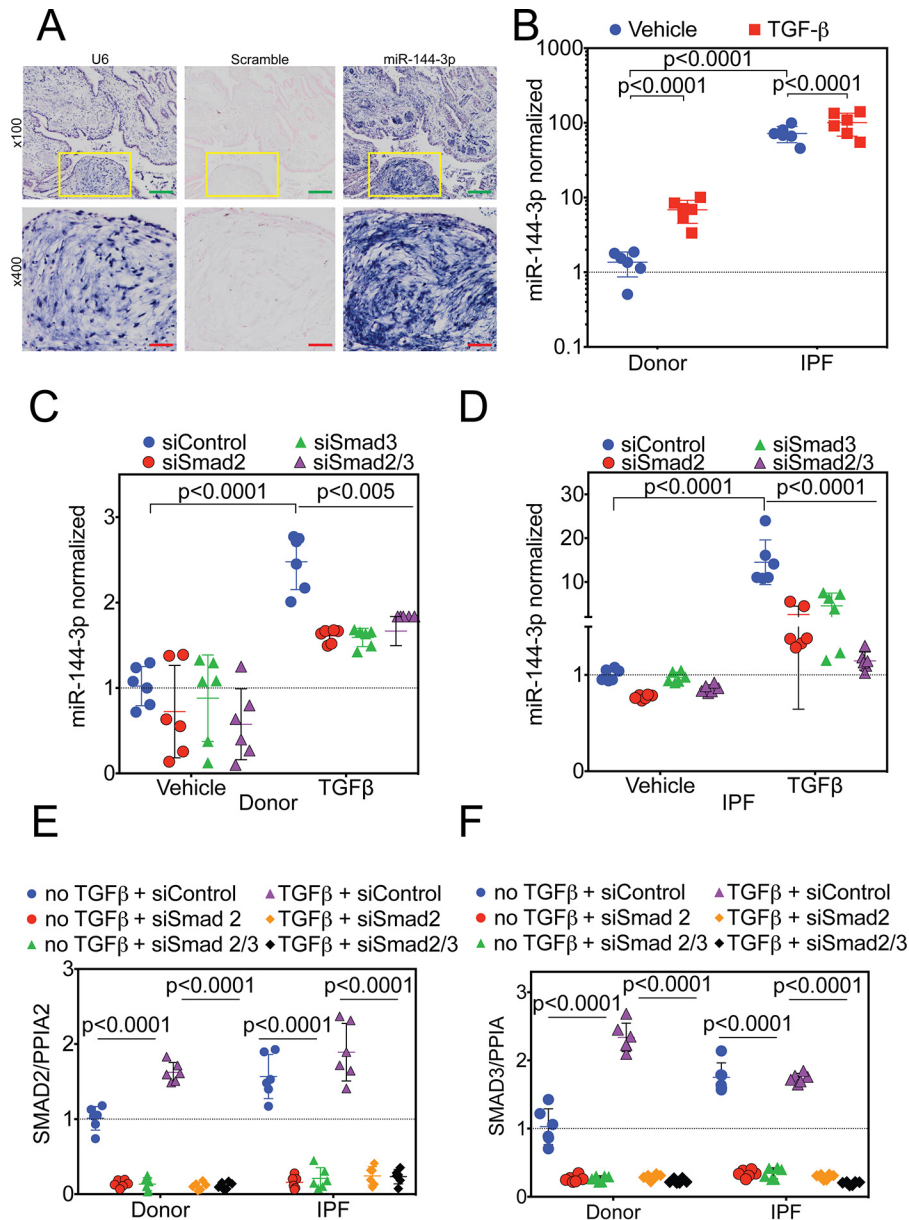 A
U6
Scramble
miR-144-3p
x100
x400
B
Vehicle
TGF-β
miR-144-3p normalized
1000
100
10
1
0.1
p<0.0001
p<0.0001
p<0.0001
Donor
IPF
C
siControl
siSmad3
siSmad2
siSmad2/3
miR-144-3p normalized
3
2
1
0
p<0.0001
p<0.005
Vehicle
TGFβ
Donor
D
siControl
siSmad3
siSmad2
siSmad2/3
miR-144-3p normalized
30
20
10
1
0
p<0.0001
p<0.0001
Vehicle
TGFβ
IPF
E
no TGFβ + siControl
TGFβ + siControl
no TGFβ + siSmad 2
TGFβ + siSmad2
no TGFβ + siSmad 2/3
TGFβ + siSmad2/3
SMAD2/PPIA2
3
2
1
0
p<0.0001
p<0.0001
p<0.0001
p<0.0001
Donor
IPF
F
no TGFβ + siControl
TGFβ + siControl
no TGFβ + siSmad 2
TGFβ + siSmad2
no TGFβ + siSmad 2/3
TGFβ + siSmad2/3
SMAD3/PPIA
3
2
1
0
p<0.0001
p<0.0001
p<0.0001
p<0.0001
Donor
IPF